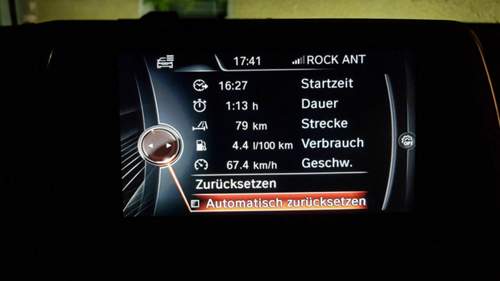 17:41 ROCK ANT
16:27 Startzeit
1:13 h Dauer
79 km Strecke
4.4 l/100 km Verbrauch
67.4 km/h Geschw.
Zurücksetzen
Automatisch zurücksetzen